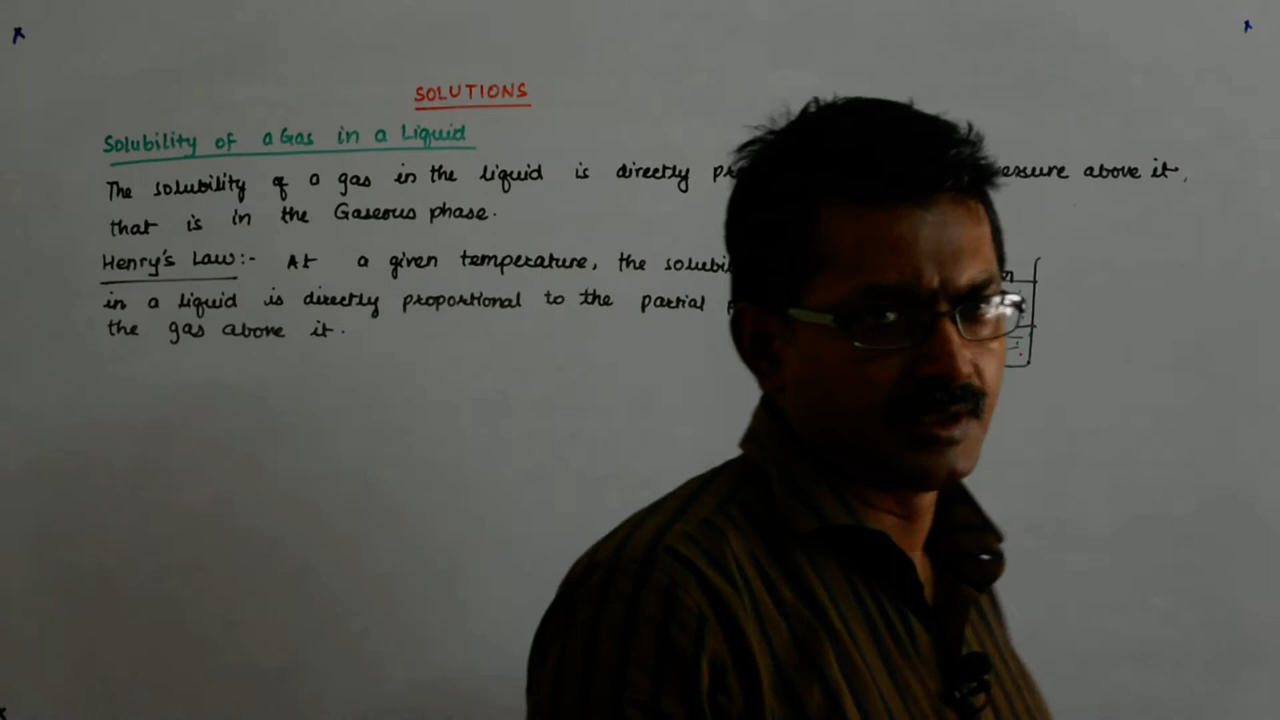 SOLUTIONS
Solubility of a Gas in a Liquid
The solubility of a gas in the liquid is directly above it,
that is in the Gaseous phase.
Henry's Law:- At a given temperature, the
in a liquid is directly proportional to the partial
the gas above it.